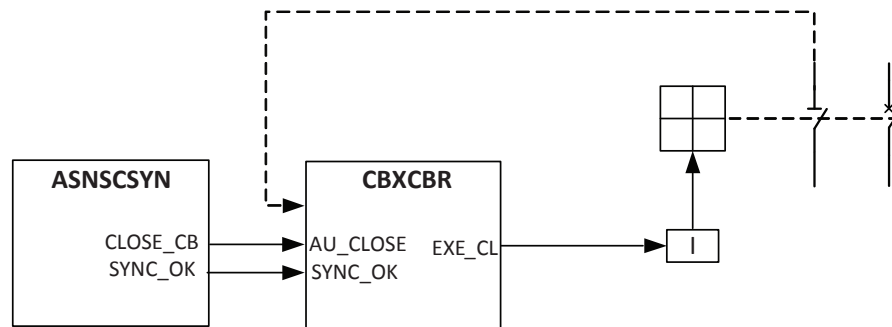 ASNSCSYN
CLOSE_CB
SYNC_OK
CBXCBR
AU_CLOSE
SYNC_OK
EXE_CL
I